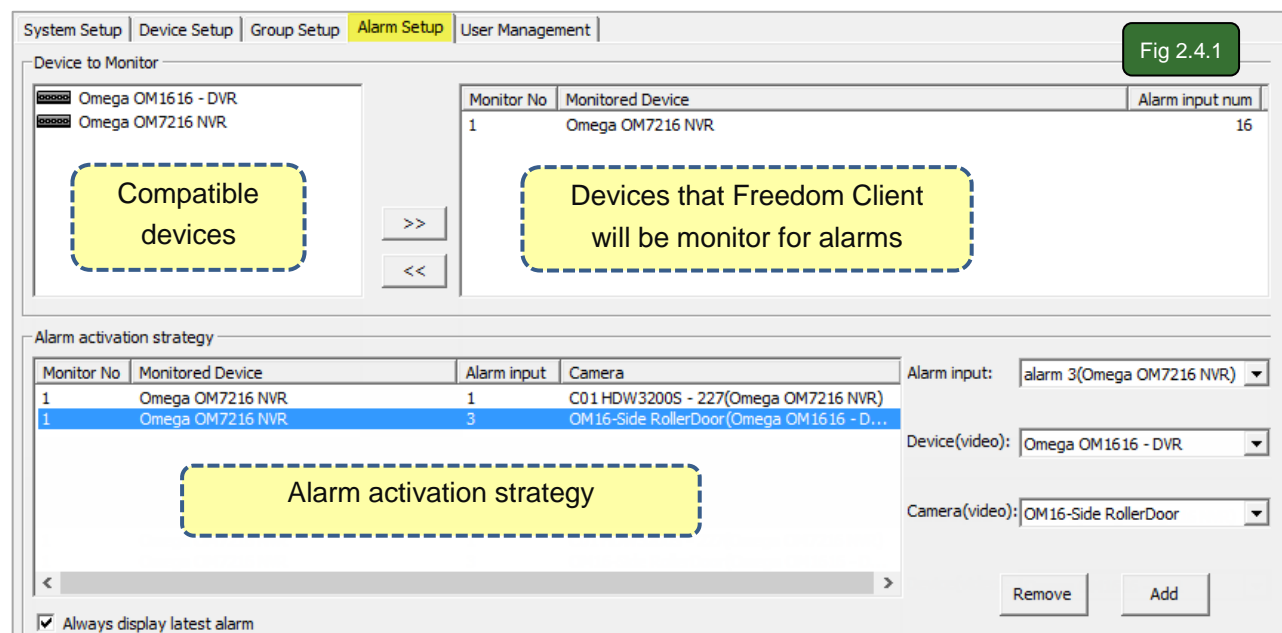 System Setup Device Setup Group Setup Alarm Setup User Management
Fig 2.4.1
Device to Monitor
Omega OM1616 - DVR
Omega OM7216 NVR
Compatible
devices
>>
<<
Monitor No Monitored Device Alarm input num
1 Omega OM7216 NVR 16
Devices that Freedom Client
will be monitor for alarms
Alarm activation strategy
Monitor No Monitored Device Alarm input Camera
1 Omega OM7216 NVR 1 C01 HDW3200S - 227(Omega OM7216 NVR)
1 Omega OM7216 NVR 3 OM16-Side RollerDoor(Omega OM1616 - D...
Alarm activation strategy
Alarm input: alarm 3(Omega OM7216 NVR)
Device(video): Omega OM1616 - DVR
Camera(video): OM16-Side RollerDoor
Remove Add
Always display latest alarm